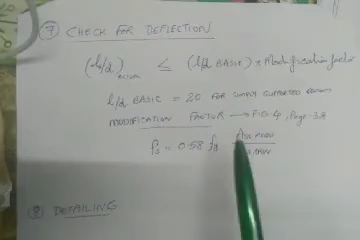 ⑦ CHECK FOR DEFLECTION
(l/d)actual ≤ (l/d BASIC) × Modification factor
l/d BASIC = 20 FOR SIMPLY SUPPORTED
MODIFICATION FACTOR → FIG-4, Page-38
fs = 0.58 fy
⑧ DETAILING